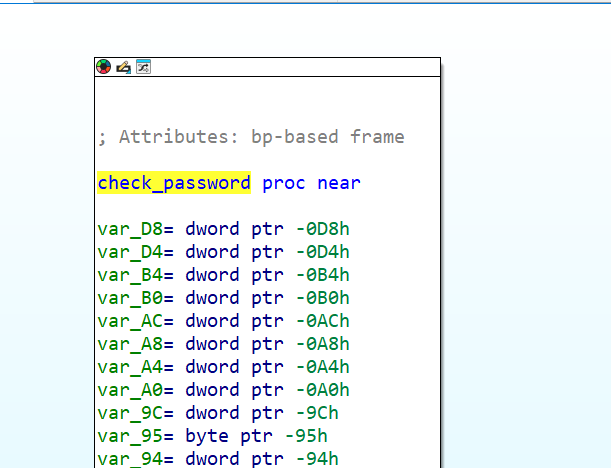 ; Attributes: bp-based frame
check_password proc near
var_D8= dword ptr -0D8h
var_D4= dword ptr -0D4h
var_B4= dword ptr -0B4h
var_B0= dword ptr -0B0h
var_AC= dword ptr -0ACh
var_A8= dword ptr -0A8h
var_A4= dword ptr -0A4h
var_A0= dword ptr -0A0h
var_9C= dword ptr -9Ch
var_95= byte ptr -95h
var_94= dword ptr -94h